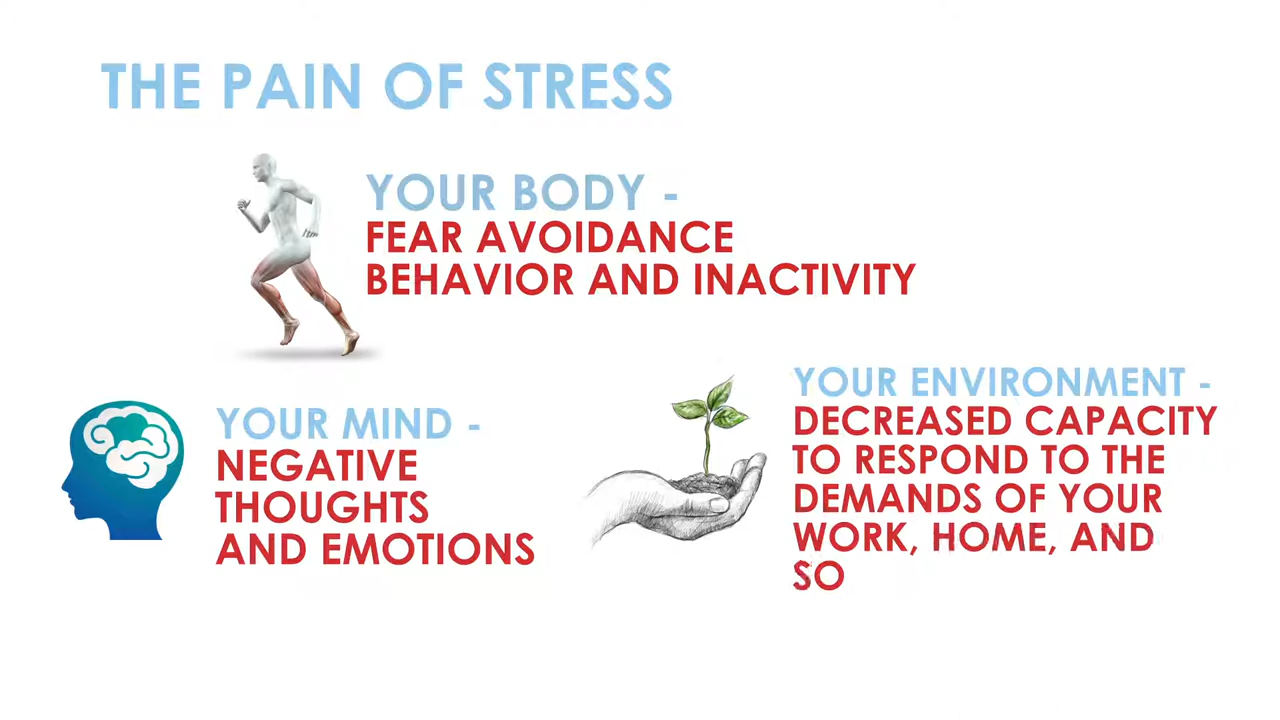 THE PAIN OF STRESS
YOUR BODY -
FEAR AVOIDANCE
BEHAVIOR AND INACTIVITY
YOUR MIND -
NEGATIVE
THOUGHTS
AND EMOTIONS
YOUR ENVIRONMENT -
DECREASED CAPACITY
TO RESPOND TO THE
DEMANDS OF YOUR
WORK, HOME, AND
SO